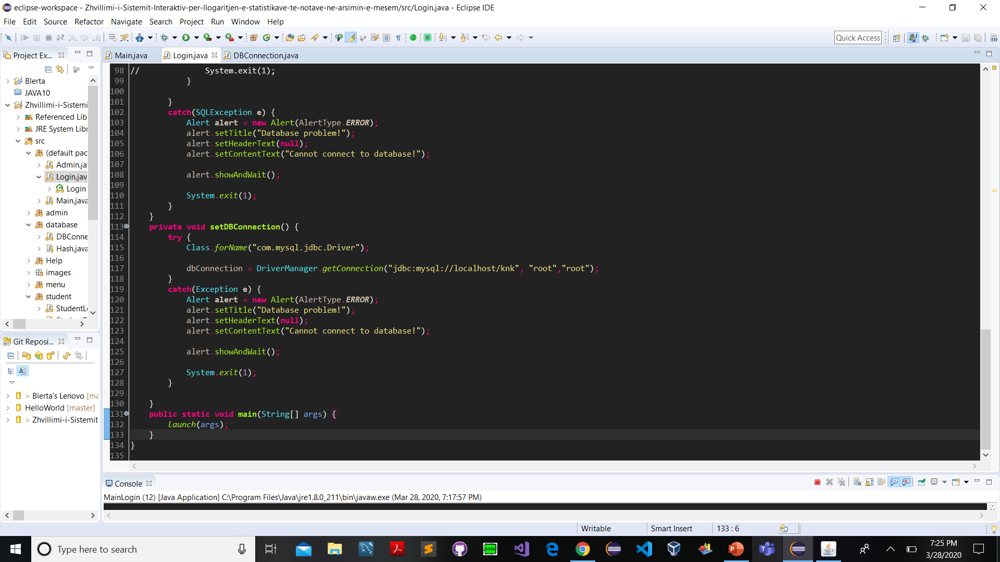 eclipse-workspace - Zhvillimi-i-Sistemit-Interaktiv-per-llogaritjen-e-statistikave-te-notave-ne-arsimin-e-mesem/src/Login.java - Eclipse IDE
File Edit Source Refactor Navigate Search Project Run Window Help
Quick Access
Project Ex...
Main.java Login.java DBConnection.java
Blerta
JAVA10
Zhvillimi-i-Sistemi
Referenced Lib
JRE System Libr
src
(default pac
Admin.ja
Login.jav
Login
Main.java
admin
database
DBConne
Hash.java
Help
images
menu
student
StudentLo
98 // System.exit(1);
99 }
100
101 }
102 catch(SQLException e) {
103 Alert alert = new Alert(AlertType.ERROR);
104 alert.setTitle("Database problem!");
105 alert.setHeaderText(null);
106 alert.setContentText("Cannot connect to database!");
107
108 alert.showAndWait();
109
110 System.exit(1);
111 }
112 }
113 private void setDBConnection() {
114 try {
115 Class.forName("com.mysql.jdbc.Driver");
116
117 dbConnection = DriverManager.getConnection("jdbc:mysql://localhost/knk", "root","root");
118 }
119 catch(Exception e) {
120 Alert alert = new Alert(AlertType.ERROR);
121 alert.setTitle("Database problem!");
122 alert.setHeaderText(null);
123 alert.setContentText("Cannot connect to database!");
124
125 alert.showAndWait();
126
127 System.exit(1);
128 }
129
130 }
131 public static void main(String[] args) {
132 launch(args);
133 }
134 }
135
Git Reposi...
> Blerta's Lenovo [ma
HelloWorld [master] -
> Zhvillimi-i-Sistemit
Console
MainLogin (12) [Java Application] C:\Program Files\Java\jre1.8.0_211\bin\javaw.exe (Mar 28, 2020, 7:17:57 PM)
Writable Smart Insert 133 : 6
Type here to search
7:25 PM
3/28/2020